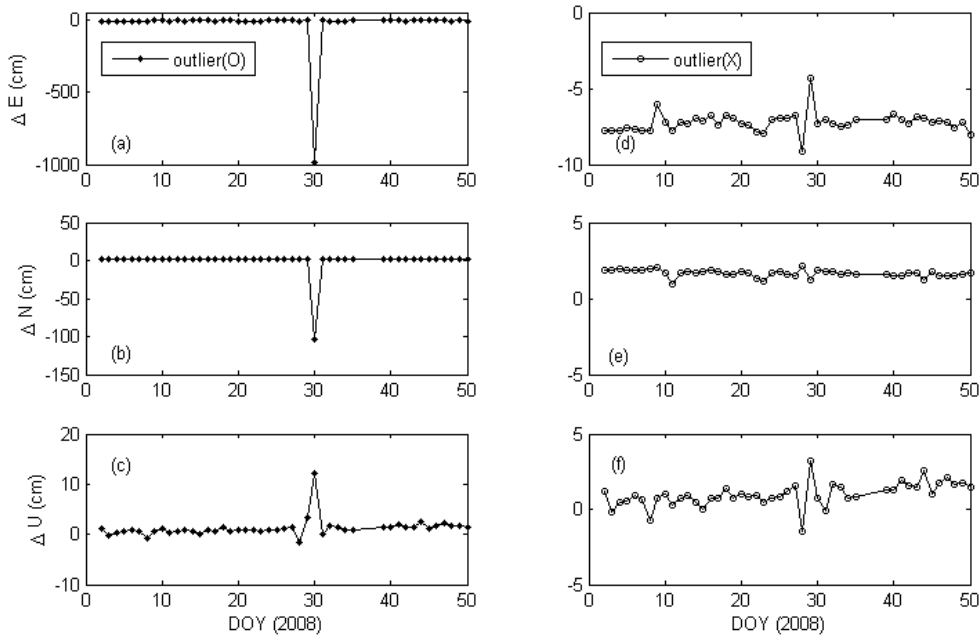 Δ E (cm)
0
-500
-1000
outlier(O)
(a)
0 10 20 30 40 50
0
-5
-10
outlier(X)
(d)
0 10 20 30 40 50
Δ N (cm)
50
0
-50
-100
-150
(b)
0 10 20 30 40 50
5
0
-5
(e)
0 10 20 30 40 50
Δ U (cm)
20
10
0
-10
(c)
0 10 20 30 40 50
DOY (2008)
5
0
-5
(f)
0 10 20 30 40 50
DOY (2008)